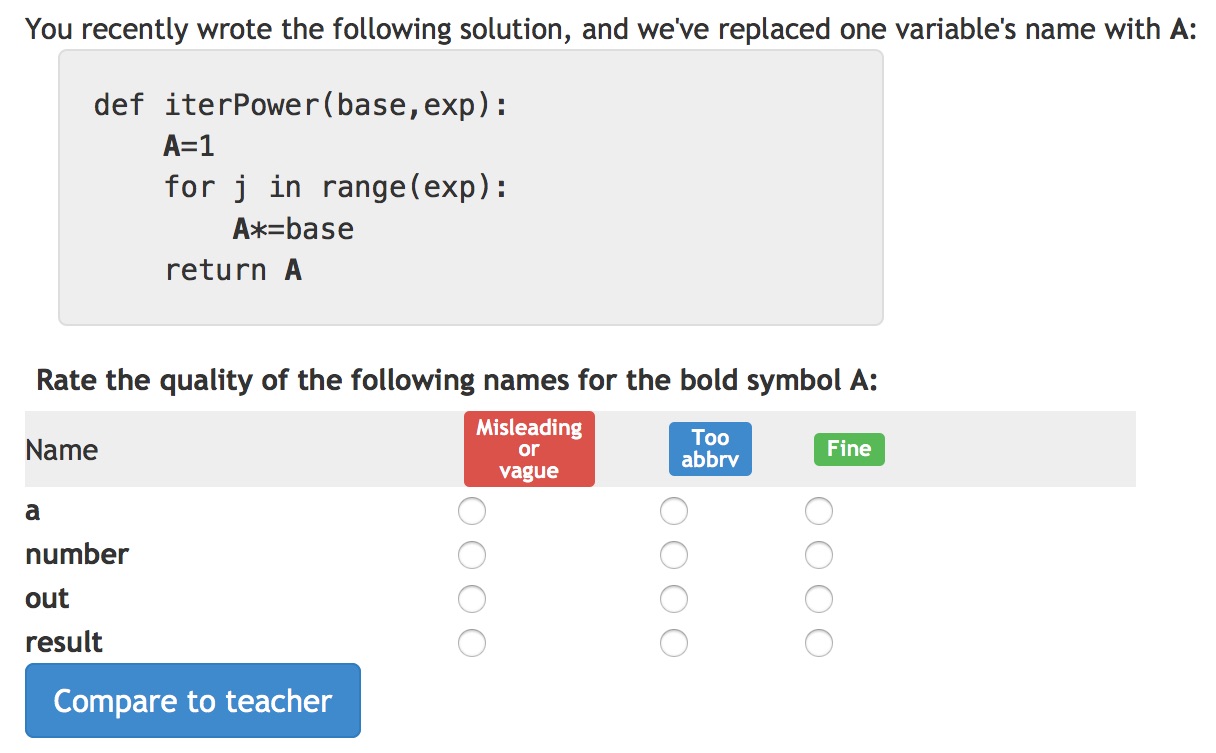 You recently wrote the following solution, and we've replaced one variable's name with A:
def iterPower(base,exp):
    A=1
    for j in range(exp):
        A*=base
    return A
Rate the quality of the following names for the bold symbol A:
Name
Misleading
or
vague
Too
abbrv
Fine
a
number
out
result
Compare to teacher